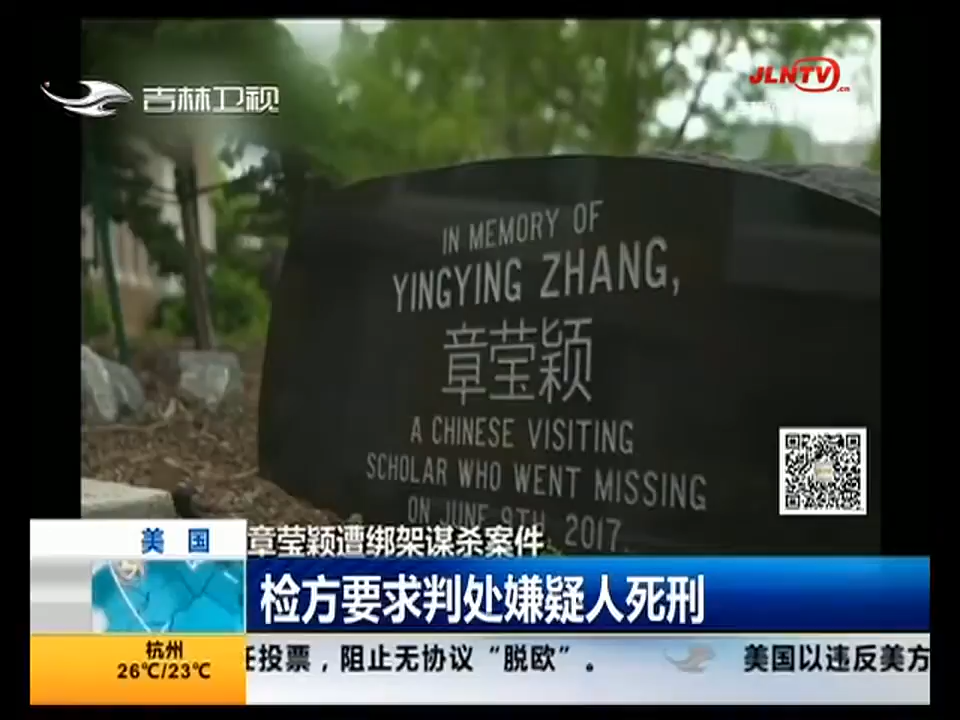 吉林卫视
JLNTV
.cn
IN MEMORY OF
YINGYING ZHANG,
章莹颖
A CHINESE VISITING
SCHOLAR WHO WENT MISSING
ON JUNE 9TH, 2017.
美 国
章莹颖遭绑架谋杀案件
检方要求判处嫌疑人死刑
杭州
26℃/23℃
任投票，阻止无协议“脱欧”。 美国以违反美方